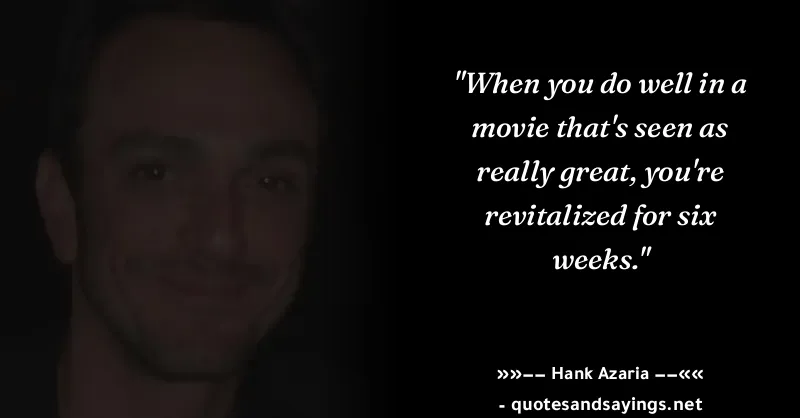 "When you do well in a
movie that's seen as
really great, you're
revitalized for six
weeks."
»»–– Hank Azaria ––««
- quotesandsayings.net